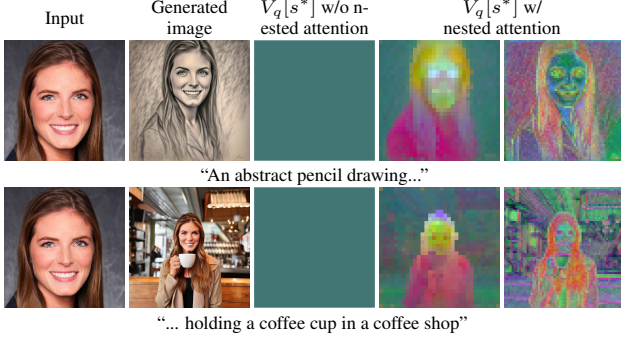 Input
Generated
image
V_q[s*] w/o n-
ested attention
V_q[s*] w/
nested attention
“An abstract pencil drawing...”
“... holding a coffee cup in a coffee shop”